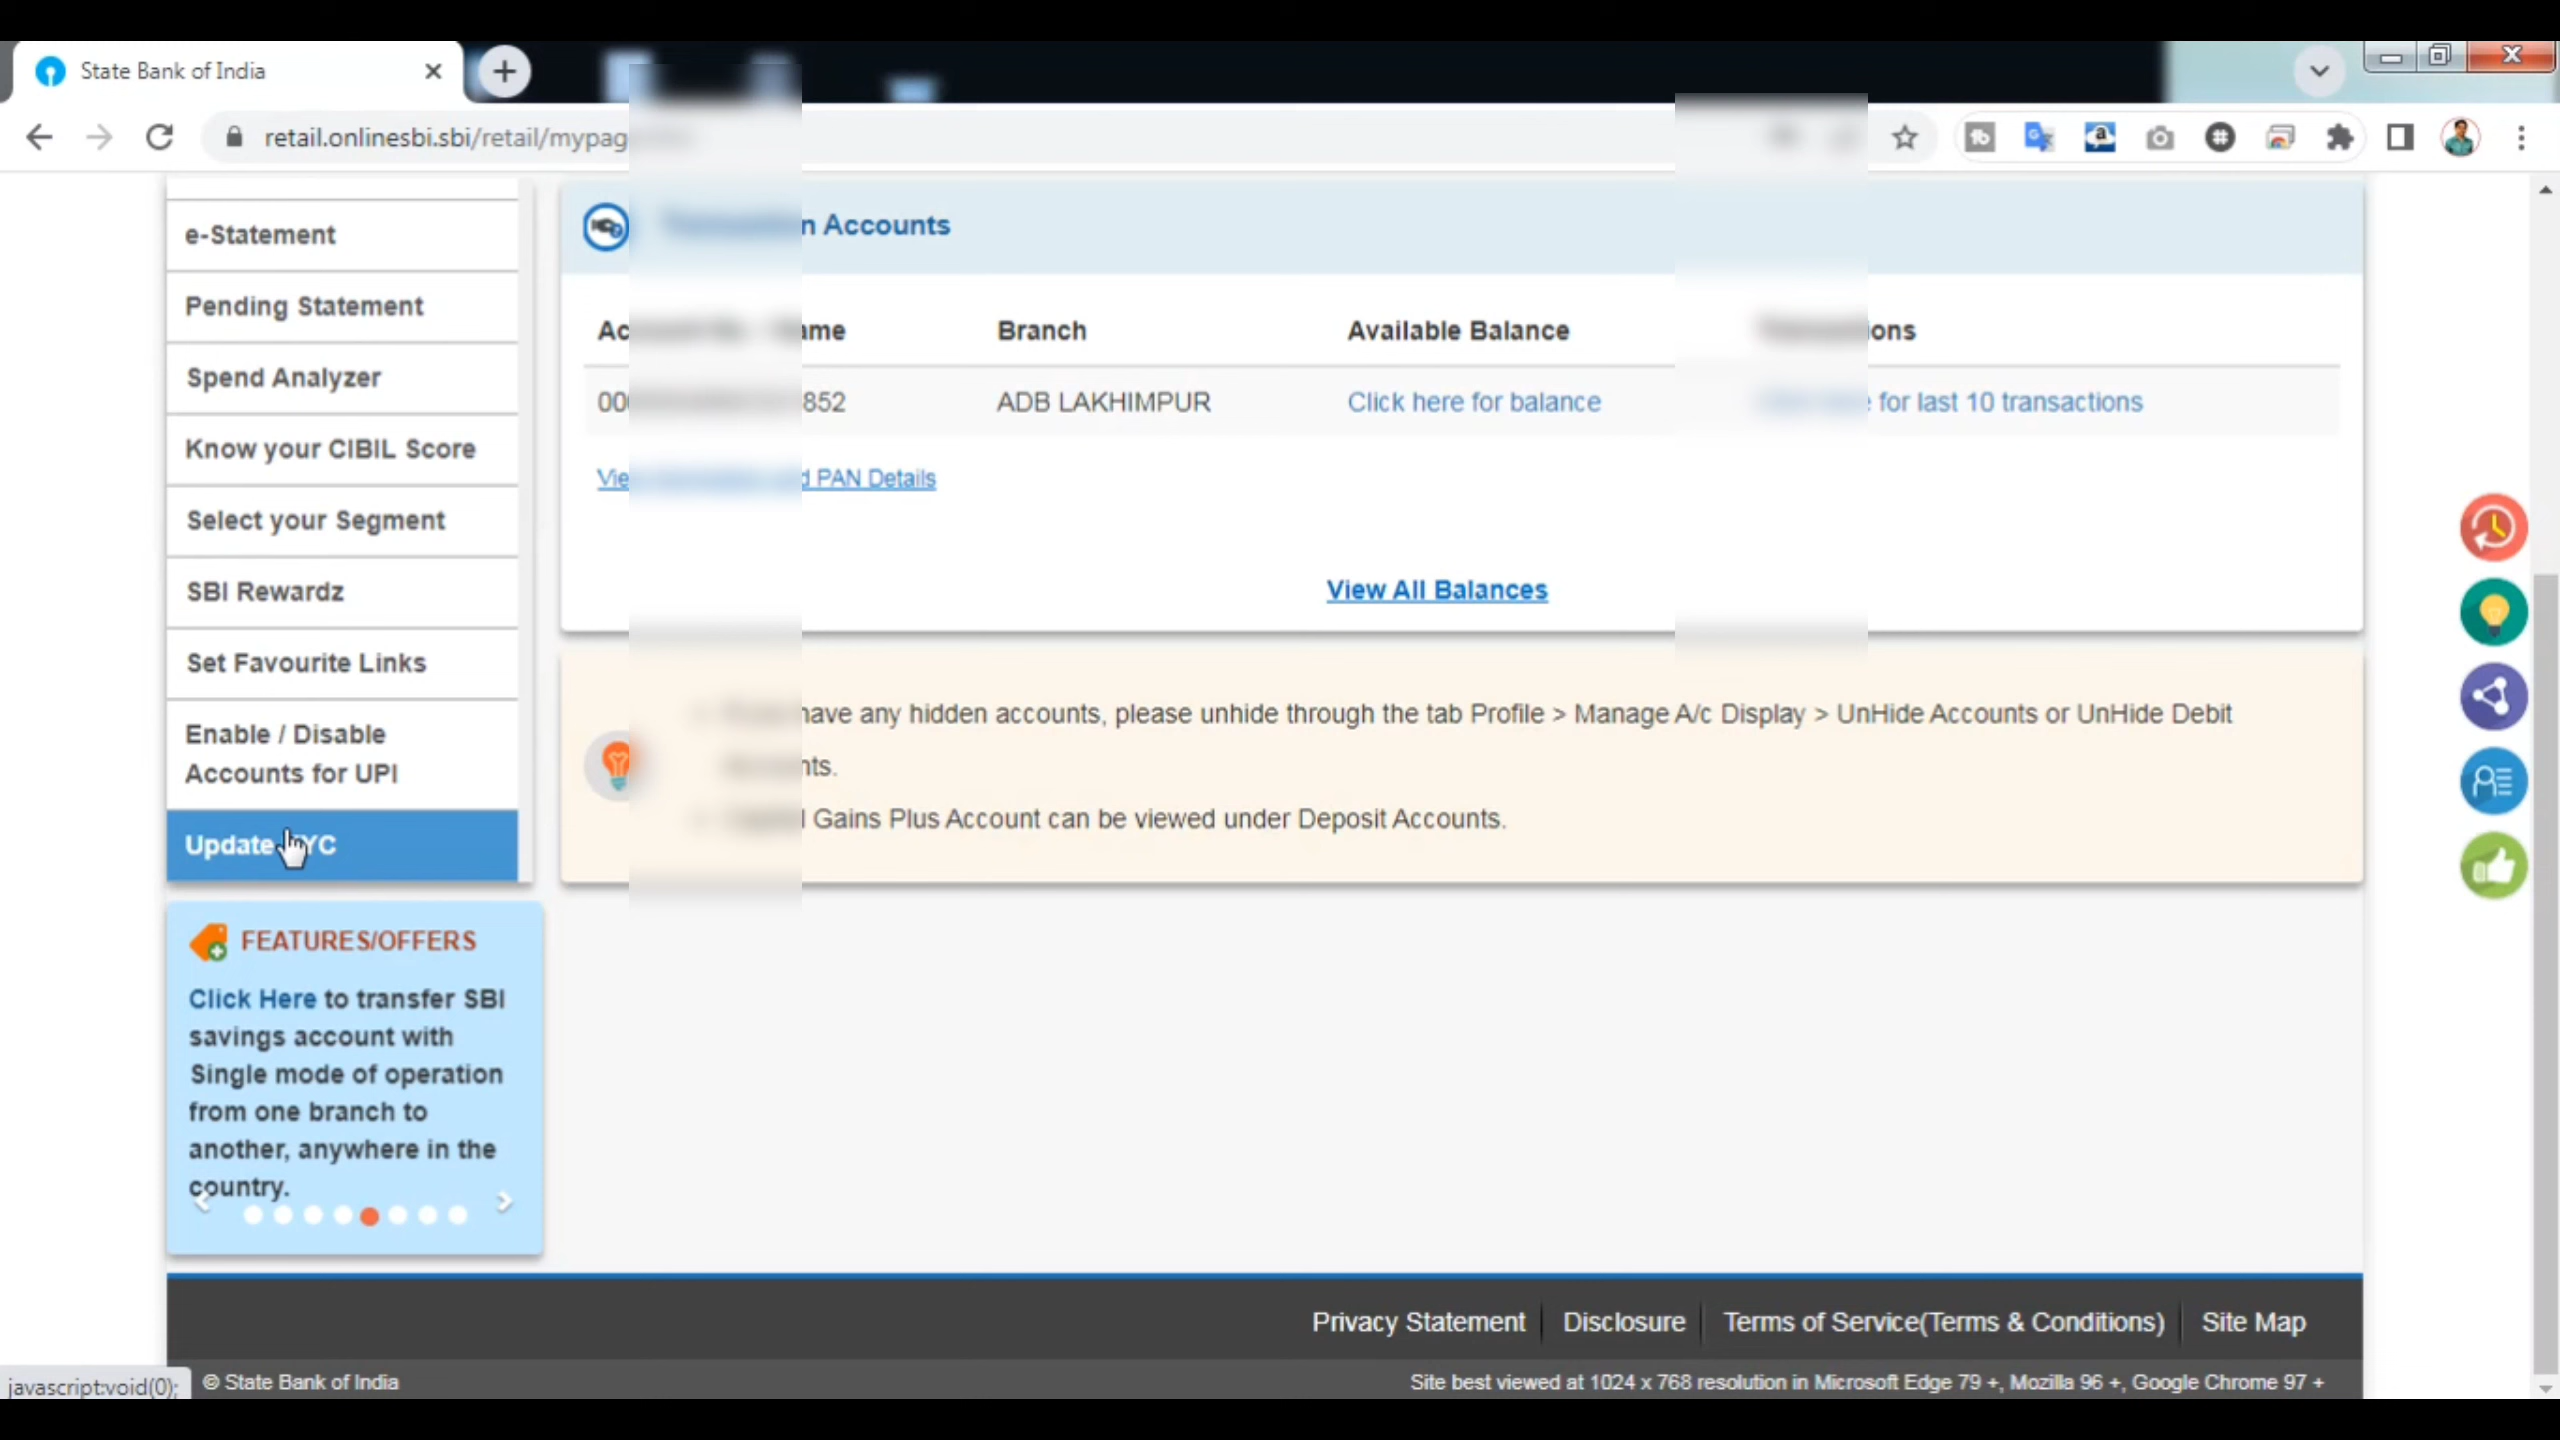 State Bank of India
retail.onlinesbi.sbi/retail/mypag
e-Statement
Pending Statement
Spend Analyzer
Know your CIBIL Score
Select your Segment
SBI Rewardz
Set Favourite Links
Enable / Disable
Accounts for UPI
Update
Accounts
Branch Available Balance
852 ADB LAKHIMPUR Click here for balance for last 10 transactions
PAN Details
View All Balances
have any hidden accounts, please unhide through the tab Profile > Manage A/c Display > UnHide Accounts or UnHide Debit
Gains Plus Account can be viewed under Deposit Accounts.
FEATURES/OFFERS
Click Here to transfer SBI
savings account with
Single mode of operation
from one branch to
another, anywhere in the
country.
Privacy Statement Disclosure Terms of Service(Terms & Conditions) Site Map
javascript:void(0); © State Bank of India Site best viewed at 1024 x 768 resolution in Microsoft Edge 79 +, Mozilla 96 +, Google Chrome 97 +